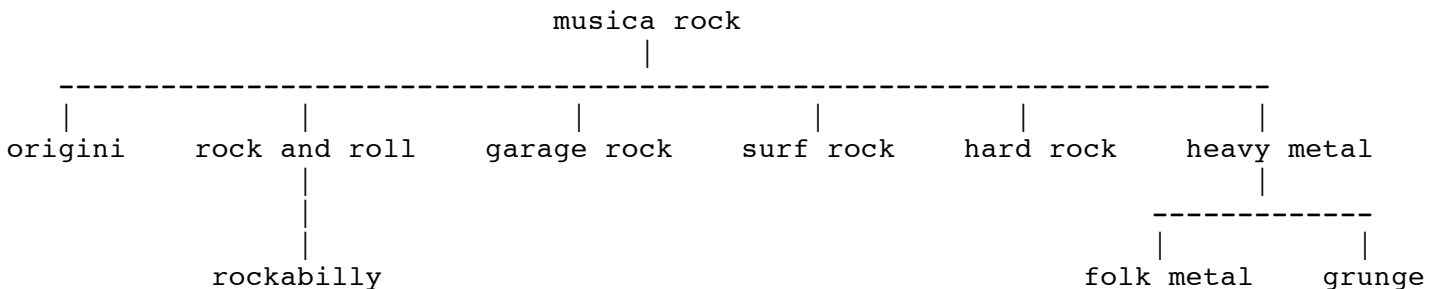 musica rock
origini rock and roll garage rock surf rock hard rock heavy metal
rockabilly folk metal grunge